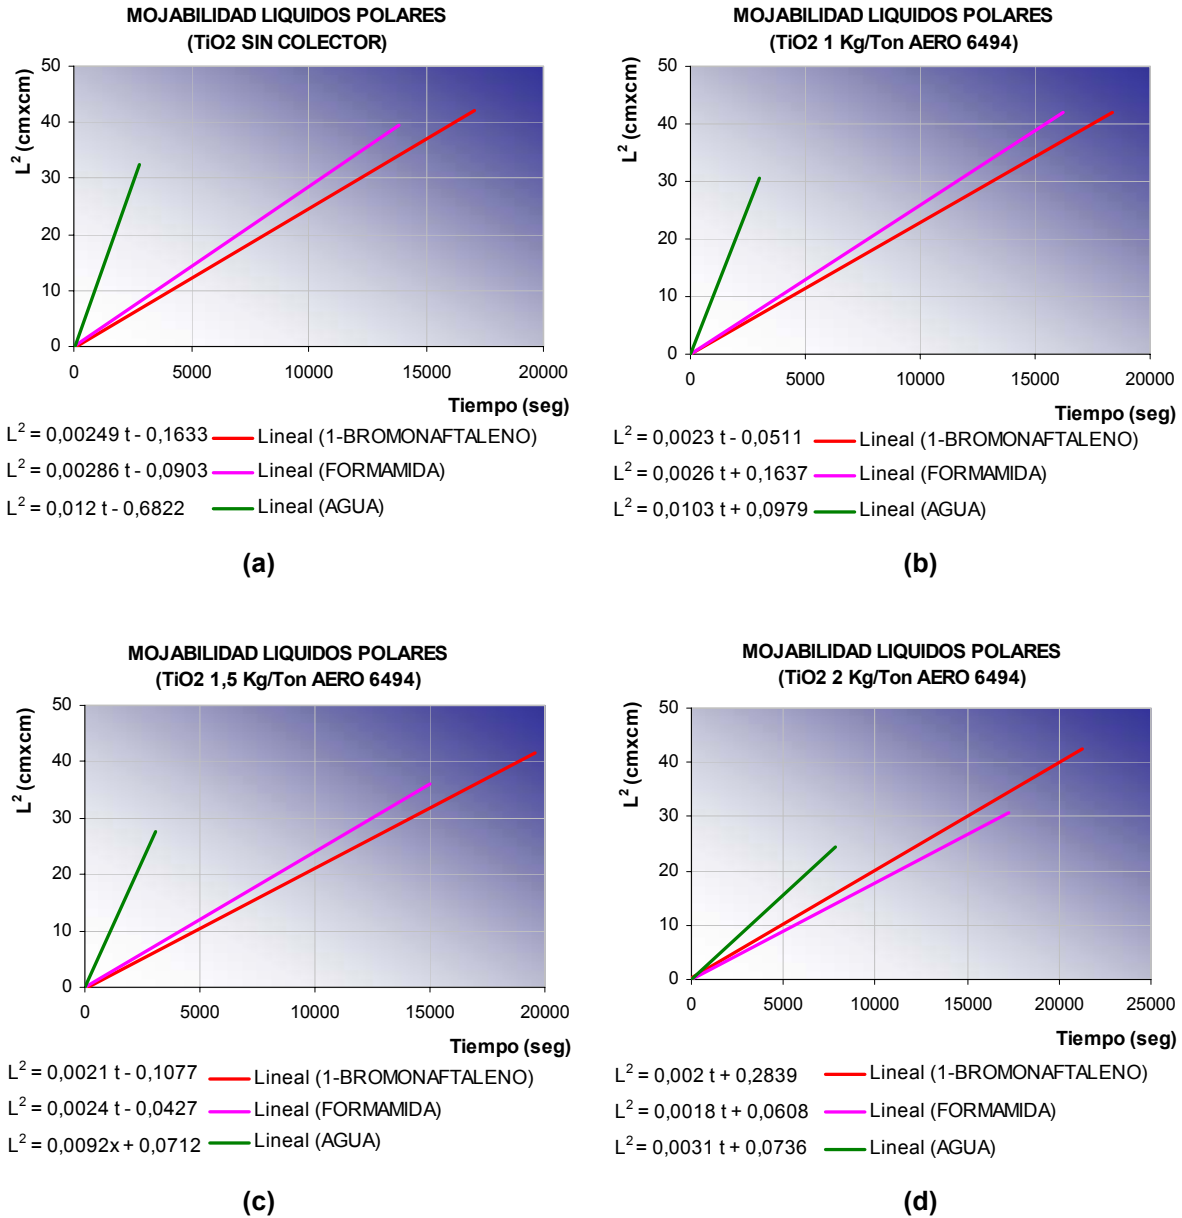 MOJABILIDAD LIQUIDOS POLARES
(TiO2 SIN COLECTOR)
L² (cmxcm)
50
40
30
20
10
0
0 5000 10000 15000 20000
Tiempo (seg)
L² = 0,00249 t - 0,1633 Lineal (1-BROMONAFTALENO)
L² = 0,00286 t - 0,0903 Lineal (FORMAMIDA)
L² = 0,012 t - 0,6822 Lineal (AGUA)
(a)
MOJABILIDAD LIQUIDOS POLARES
(TiO2 1 Kg/Ton AERO 6494)
L² (cmxcm)
50
40
30
20
10
0
0 5000 10000 15000 20000
Tiempo (seg)
L² = 0,0023 t - 0,0511 Lineal (1-BROMONAFTALENO)
L² = 0,0026 t + 0,1637 Lineal (FORMAMIDA)
L² = 0,0103 t + 0,0979 Lineal (AGUA)
(b)
MOJABILIDAD LIQUIDOS POLARES
(TiO2 1,5 Kg/Ton AERO 6494)
L² (cmxcm)
50
40
30
20
10
0
0 5000 10000 15000 20000
Tiempo (seg)
L² = 0,0021 t - 0,1077 Lineal (1-BROMONAFTALENO)
L² = 0,0024 t - 0,0427 Lineal (FORMAMIDA)
L² = 0,0092x + 0,0712 Lineal (AGUA)
(c)
MOJABILIDAD LIQUIDOS POLARES
(TiO2 2 Kg/Ton AERO 6494)
L² (cmxcm)
50
40
30
20
10
0
0 5000 10000 15000 20000 25000
Tiempo (seg)
L² = 0,002 t + 0,2839 Lineal (1-BROMONAFTALENO)
L² = 0,0018 t + 0,0608 Lineal (FORMAMIDA)
L² = 0,0031 t + 0,0736 Lineal (AGUA)
(d)